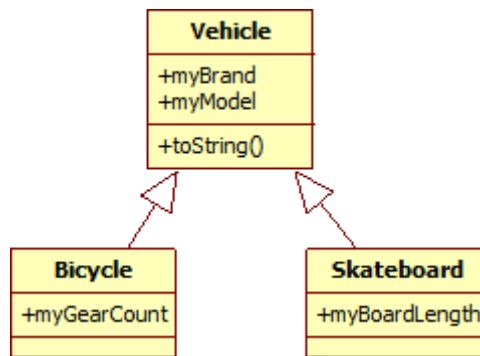 Vehicle
+myBrand
+myModel
+toString()
Bicycle
+myGearCount
Skateboard
+myBoardLength